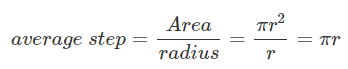 average step = Area / radius = πr² / r = πr